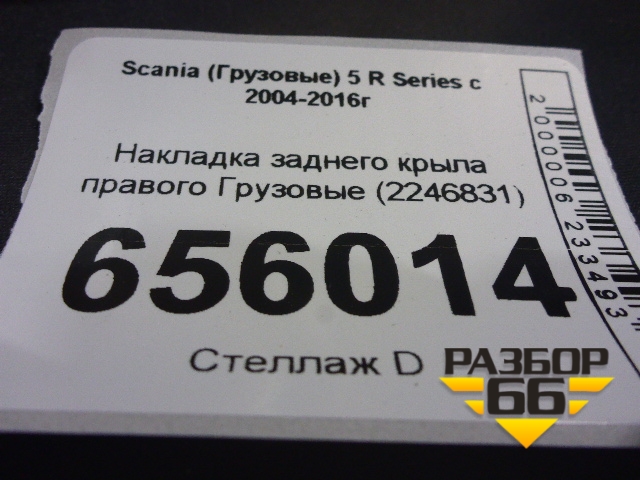 Scania (Грузовые) 5 R Series с
2004-2016г
Накладка заднего крыла
правого Грузовые (2246831)
656014
Стеллаж D
2000006233493
РАЗБОР
66